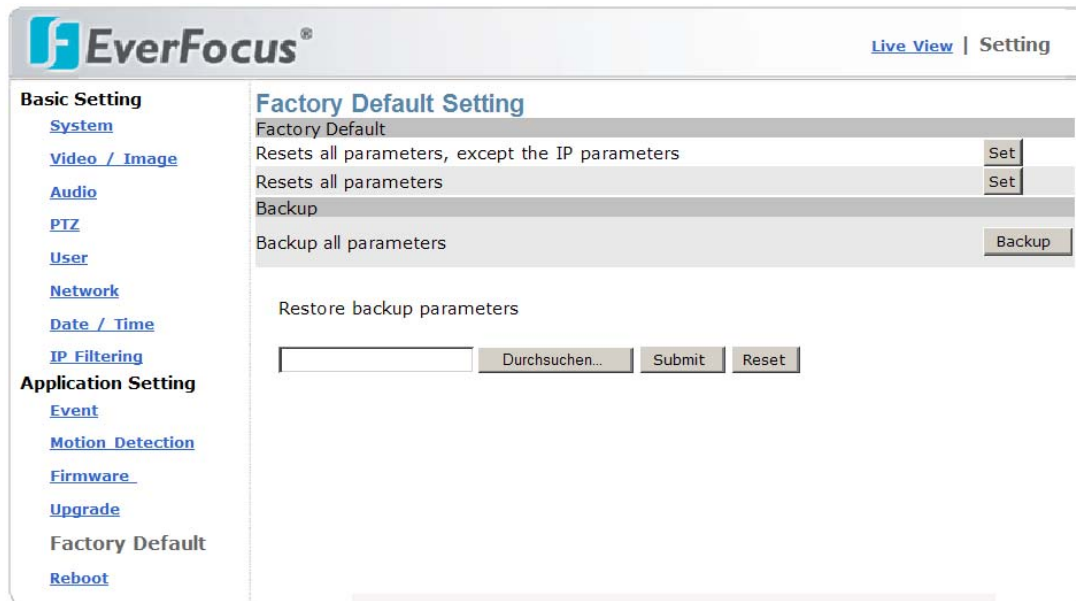 EverFocus®
Live View | Setting
Basic Setting
System
Video / Image
Audio
PTZ
User
Network
Date / Time
IP Filtering
Application Setting
Event
Motion Detection
Firmware
Upgrade
Factory Default
Reboot
Factory Default Setting
Factory Default
Resets all parameters, except the IP parameters Set
Resets all parameters Set
Backup
Backup all parameters Backup
Restore backup parameters
Durchsuchen... Submit Reset